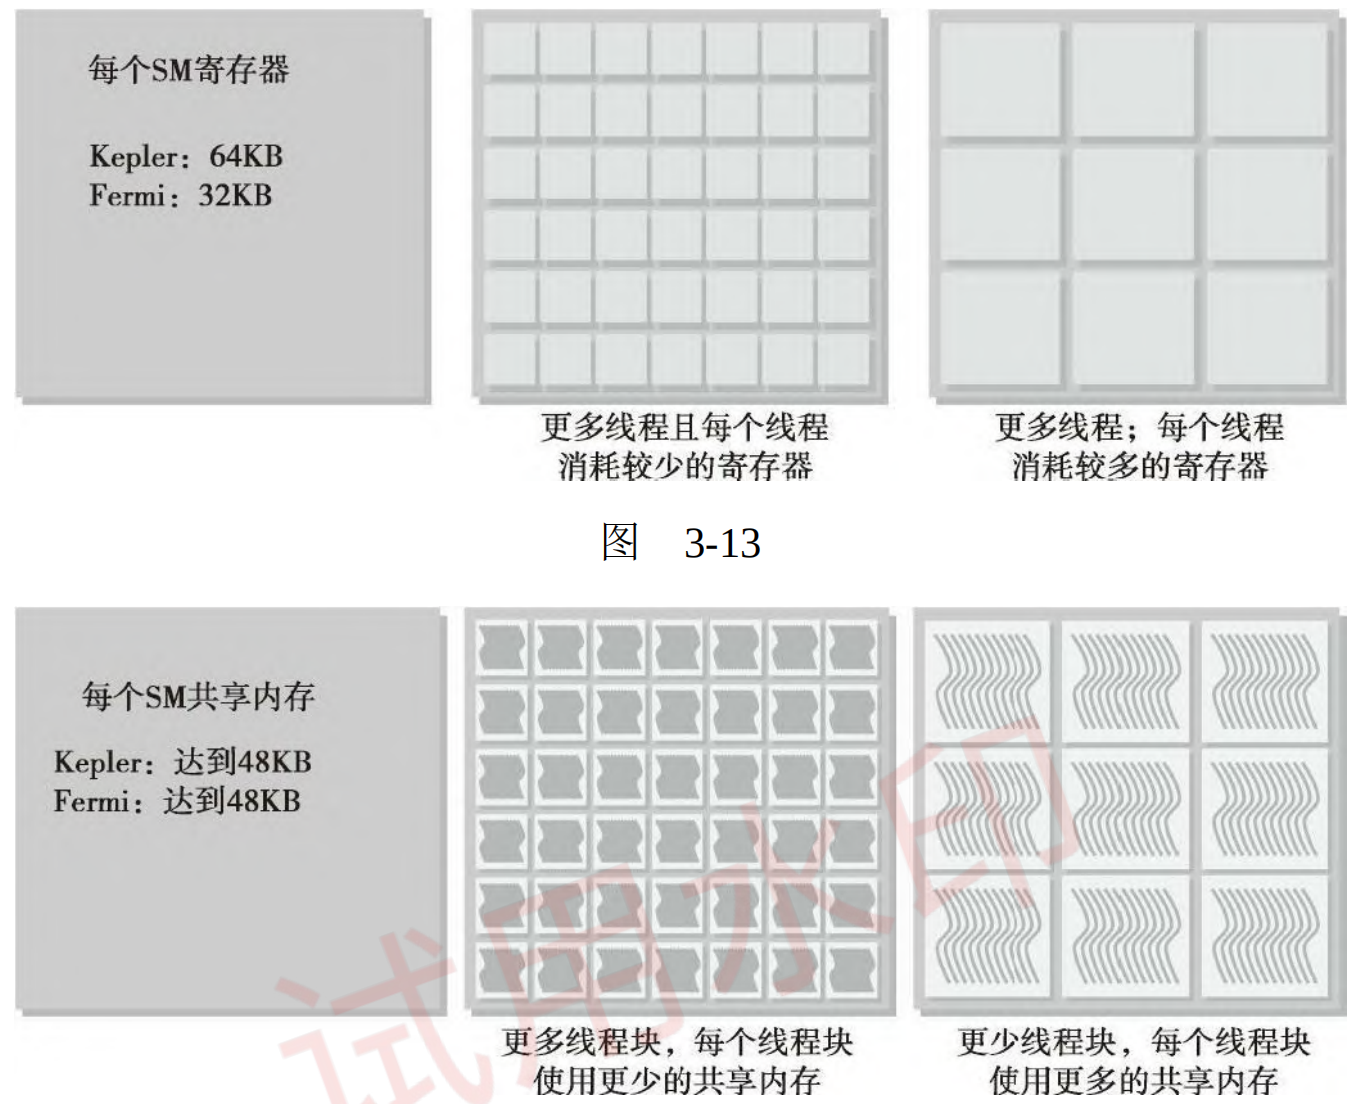 每个SM寄存器
Kepler：64KB
Fermi：32KB
更多线程且每个线程
消耗较少的寄存器
更多线程；每个线程
消耗较多的寄存器
图 3-13
每个SM共享内存
Kepler：达到48KB
Fermi：达到48KB
更多线程块，每个线程块
使用更少的共享内存
更少线程块，每个线程块
使用更多的共享内存
试用水印